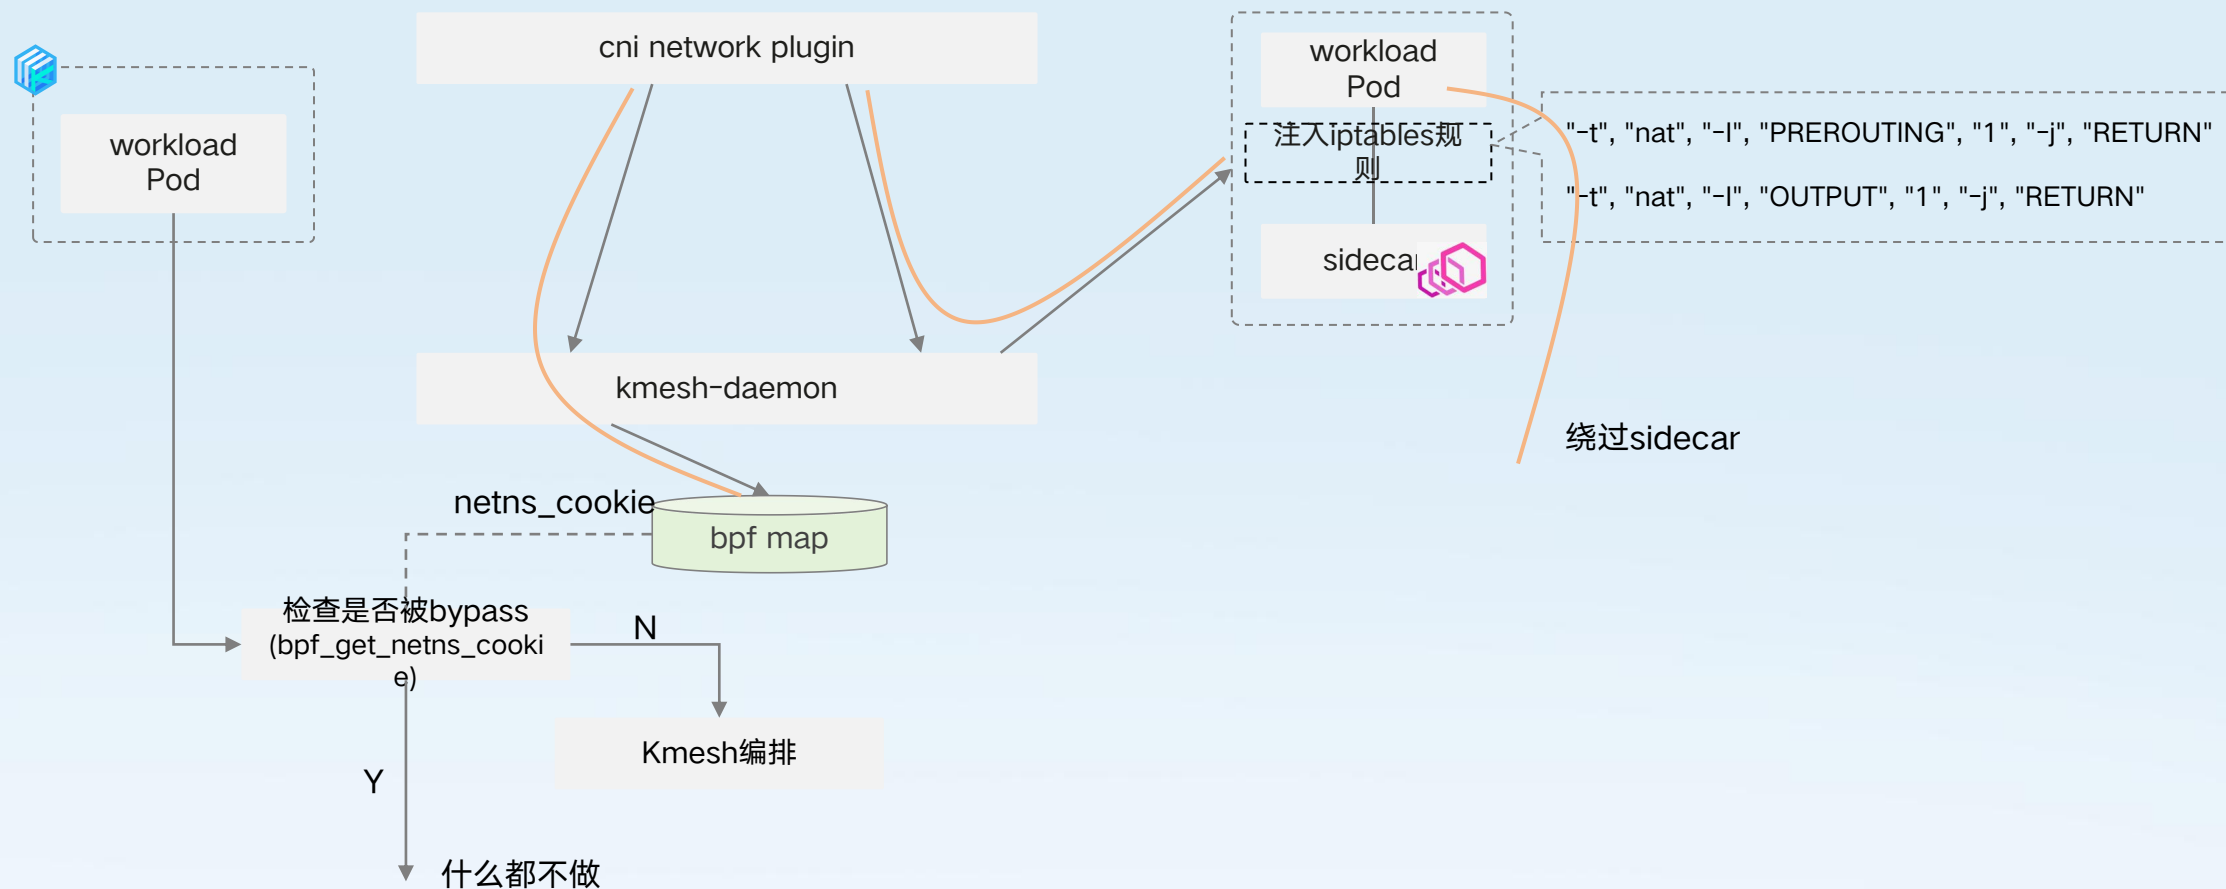 cni network plugin
workload
Pod
workload
Pod
注入iptables规
则
"-t", "nat", "-I", "PREROUTING", "1", "-j", "RETURN"
"-t", "nat", "-I", "OUTPUT", "1", "-j", "RETURN"
sidecar
kmesh-daemon
绕过sidecar
netns_cookie
bpf map
检查是否被bypass
(bpf_get_netns_cooki
e)
N
Kmesh编排
Y
什么都不做